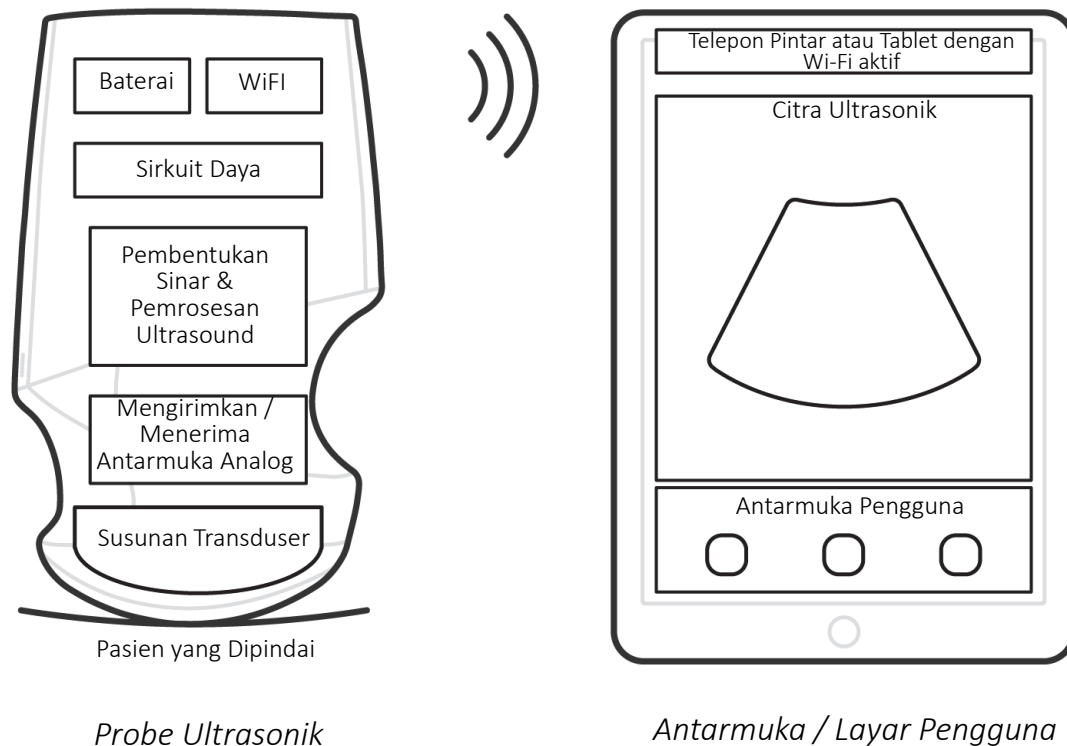 Baterai
WiFI
Sirkuit Daya
Pembentukan
Sinar &
Pemrosesan
Ultrasound
Mengirimkan /
Menerima
Antarmuka Analog
Susunan Transduser
Pasien yang Dipindai
Probe Ultrasonik
Telepon Pintar atau Tablet dengan
Wi-Fi aktif
Citra Ultrasonik
Antarmuka Pengguna
Antarmuka / Layar Pengguna